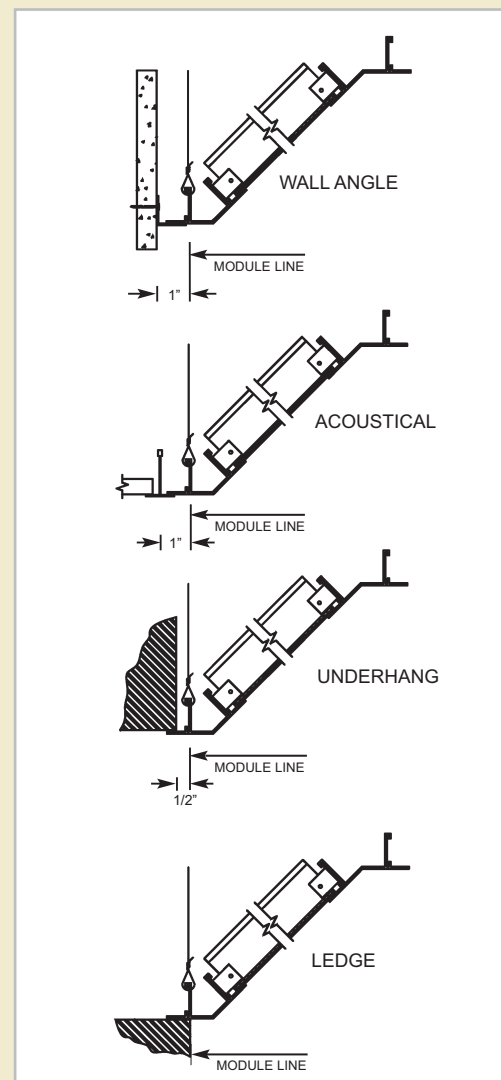 WALL ANGLE
MODULE LINE
1”
ACOUSTICAL
MODULE LINE
1”
UNDERHANG
MODULE LINE
1/2”
LEDGE
MODULE LINE